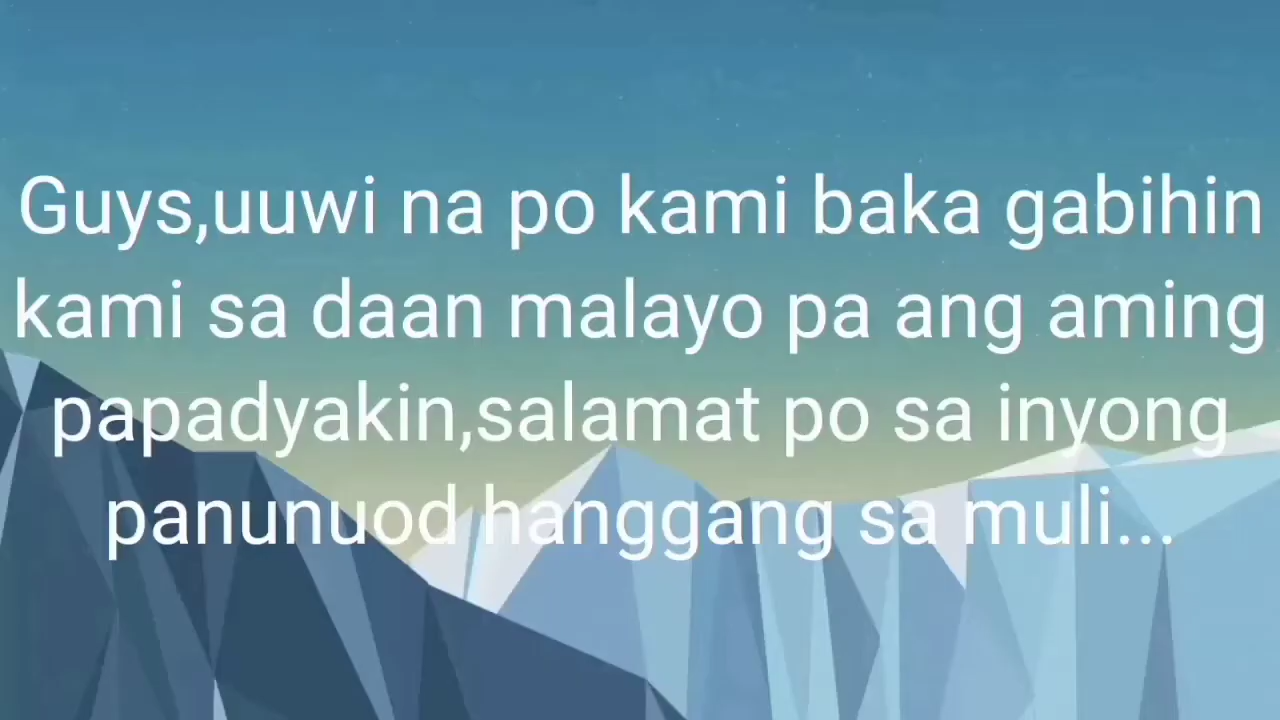 Guys,uuwi na po kami baka gabihin
kami sa daan malayo pa ang aming
papadyakin,salamat po sa inyong
panunuod hanggang sa muli...